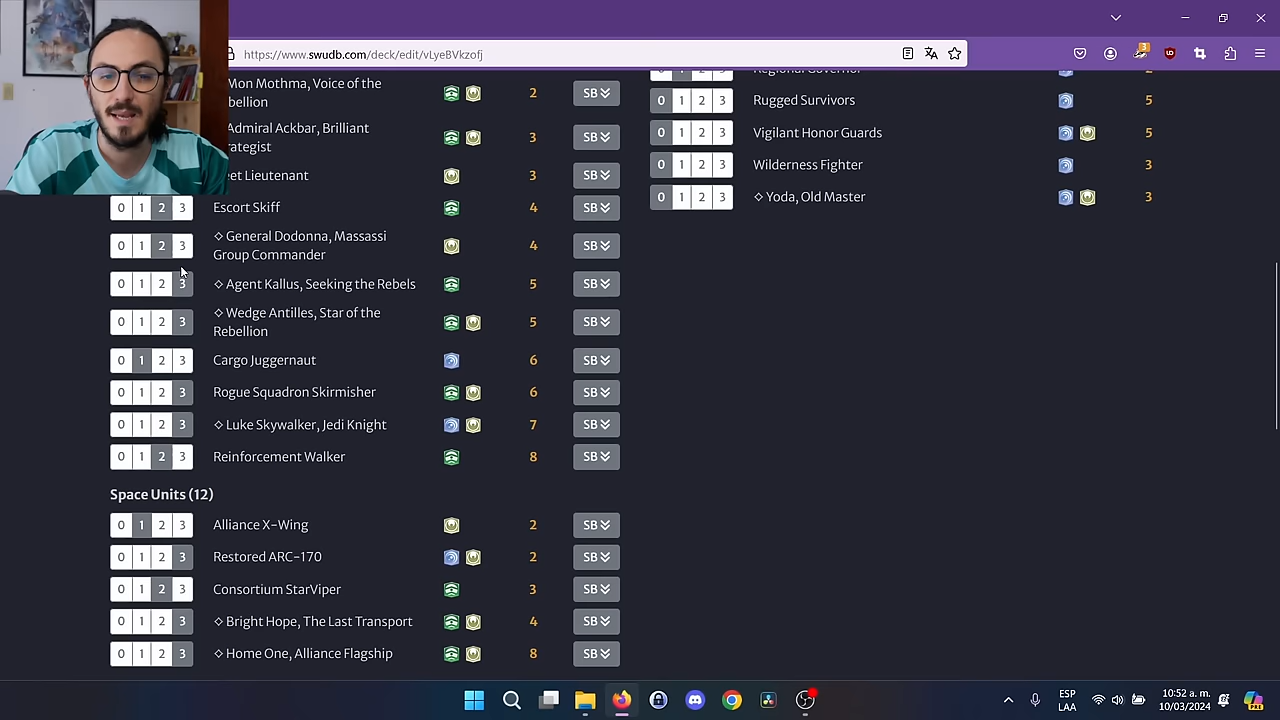 https://www.swudb.com/deck/edit/vLyeBVkzofj
3
Mon Mothma, Voice of the
2 SB
Admiral Ackbar, Brilliant
3 SB
3 SB
0 1 2 3 Escort Skiff 4 SB
0 1 2 3 General Dodonna, Massassi
Group Commander 4 SB
0 1 2 3 Agent Kallus, Seeking the Rebels 5 SB
0 1 2 3 Wedge Antilles, Star of the
Rebellion 5 SB
0 1 2 3 Cargo Juggernaut 6 SB
0 1 2 3 Rogue Squadron Skirmisher 6 SB
0 1 2 3 Luke Skywalker, Jedi Knight 7 SB
0 1 2 3 Reinforcement Walker 8 SB
Space Units (12)
0 1 2 3 Alliance X-Wing 2 SB
0 1 2 3 Restored ARC-170 2 SB
0 1 2 3 Consortium StarViper 3 SB
0 1 2 3 Bright Hope, The Last Transport 4 SB
0 1 2 3 Home One, Alliance Flagship 8 SB
0 1 2 3 Rugged Survivors 5
0 1 2 3 Vigilant Honor Guards 5
0 1 2 3 Wilderness Fighter 3
0 1 2 3 Yoda, Old Master 3
ESP
LAA
10:52 a. m.
10/03/2024